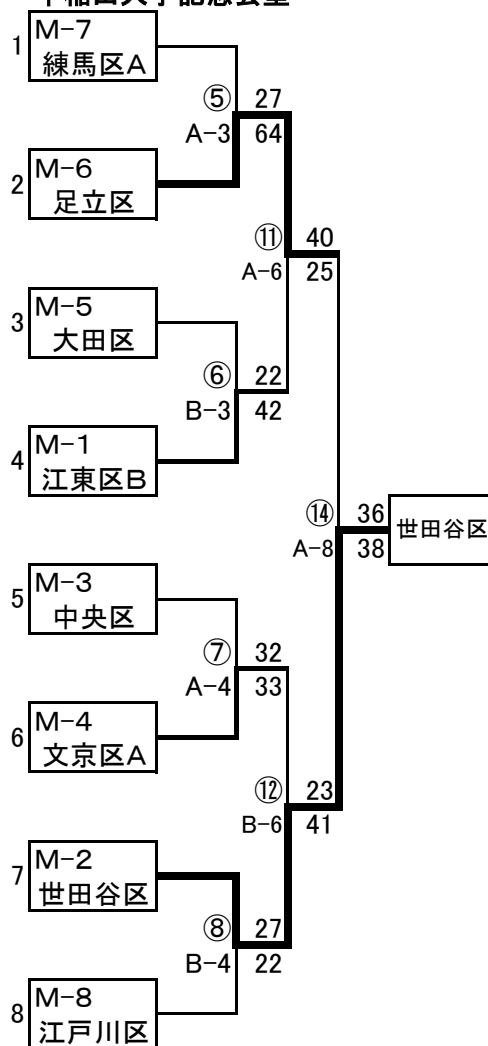 1 M-7
練馬区A
⑤ 27
A-3 64
2 M-6
足立区
⑪ 40
A-6 25
3 M-5
大田区
⑥ 22
B-3 42
4 M-1
江東区B
⑭ 36
A-8 38
世田谷区
5 M-3
中央区
⑦ 32
A-4 33
6 M-4
文京区A
⑫ 23
B-6 41
7 M-2
世田谷区
⑧ 27
B-4 22
8 M-8
江戸川区